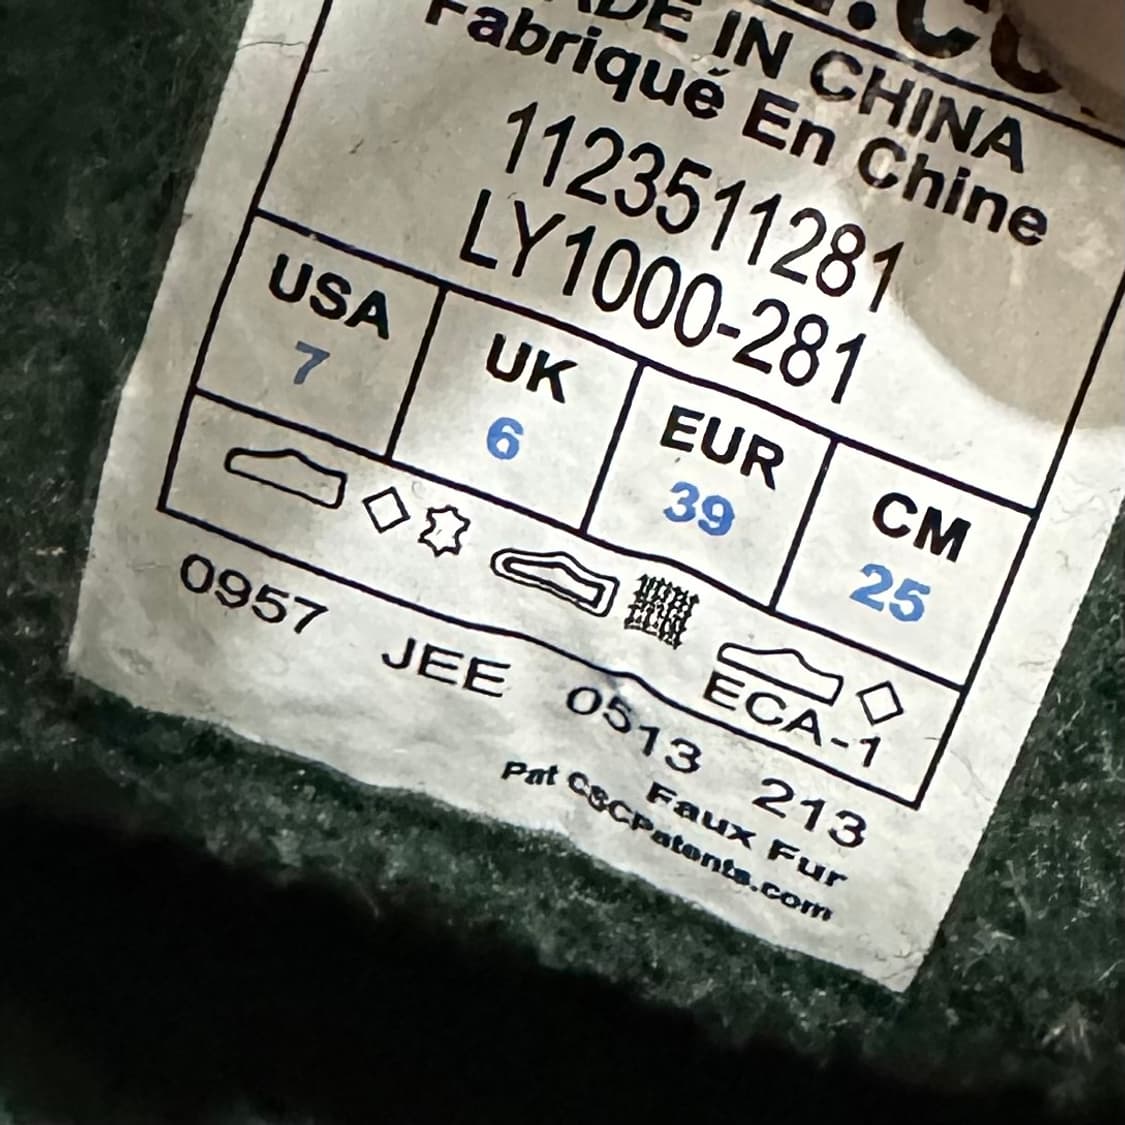 MADE IN CHINA
Fabriqué En Chine
1123511281
LY1000-281
USA UK EUR CM
7 6 39 25
ECA-1
0957 JEE 0513 213
Faux Fur
Pat CSCPatents.com